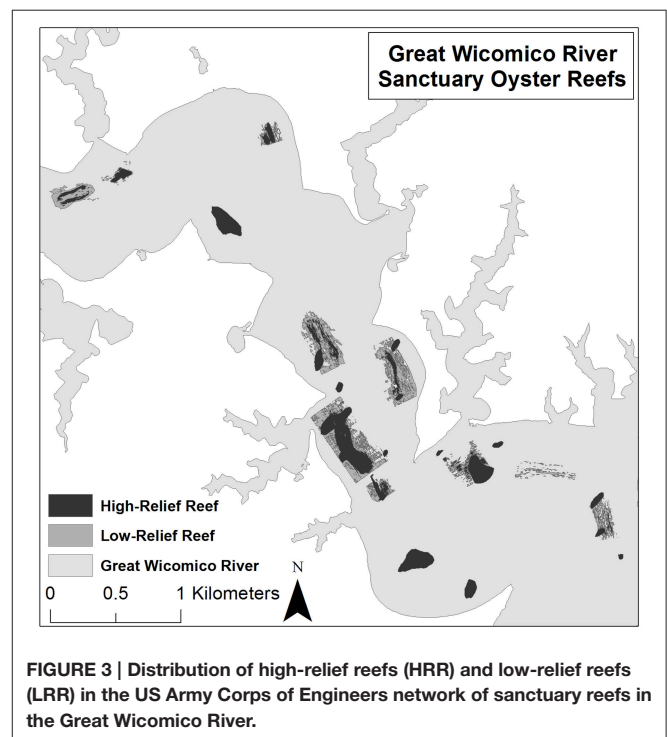 Great Wicomico River
Sanctuary Oyster Reefs
High-Relief Reef
Low-Relief Reef
Great Wicomico River
0 0.5 1 Kilometers
N
FIGURE 3 | Distribution of high-relief reefs (HRR) and low-relief reefs
(LRR) in the US Army Corps of Engineers network of sanctuary reefs in
the Great Wicomico River.